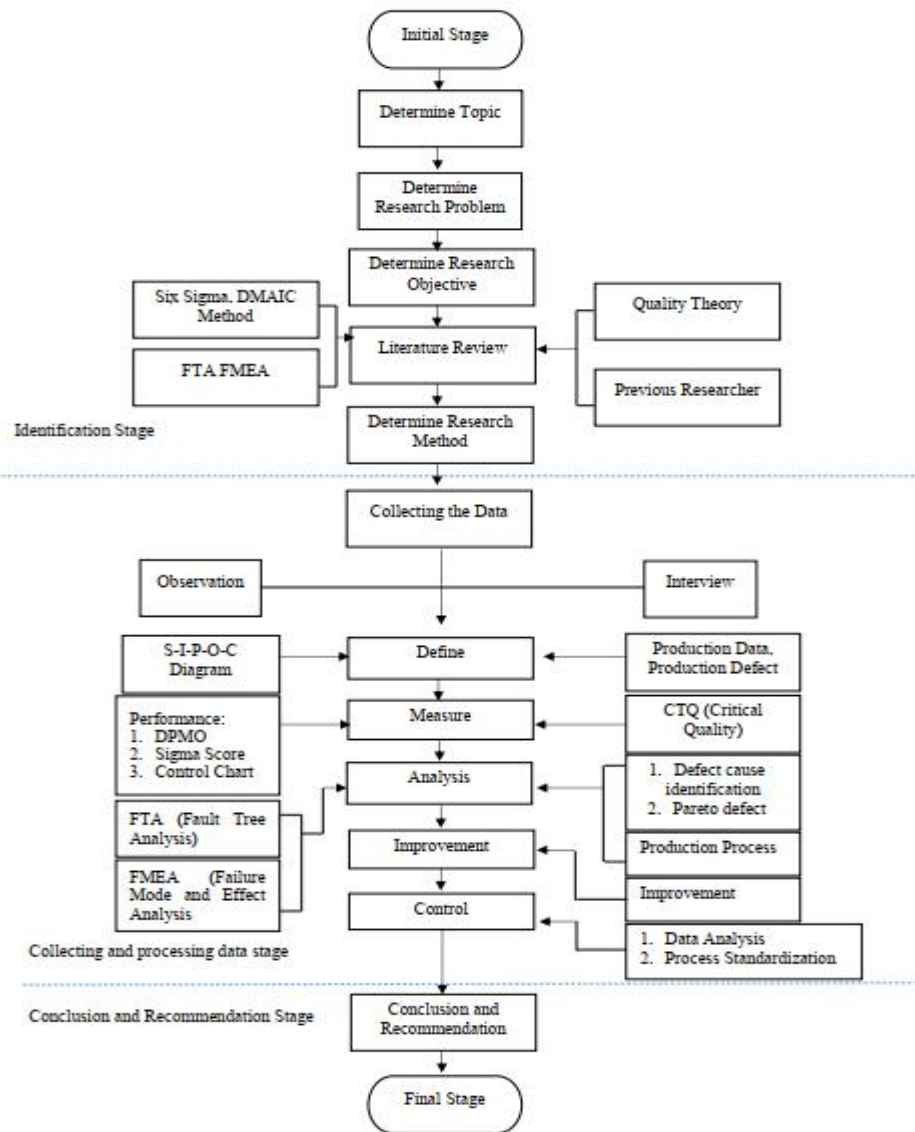 Initial Stage
Determine Topic
Determine
Research Problem
Determine Research
Objective
Six Sigma, DMAIC
Method
Quality Theory
Literature Review
FTA FMEA
Previous Researcher
Identification Stage
Determine Research
Method
Collecting the Data
Observation
Interview
S-I-P-O-C
Diagram
Define
Production Data,
Production Defect
Performance:
1. DPMO
2. Sigma Score
3. Control Chart
Measure
CTQ (Critical
Quality)
Analysis
1. Defect cause
identification
2. Pareto defect
FTA (Fault Tree
Analysis)
Improvement
Production Process
FMEA (Failure
Mode and Effect
Analysis
Improvement
Control
Collecting and processing data stage
1. Data Analysis
2. Process Standardization
Conclusion and Recommendation Stage
Conclusion and
Recommendation
Final Stage